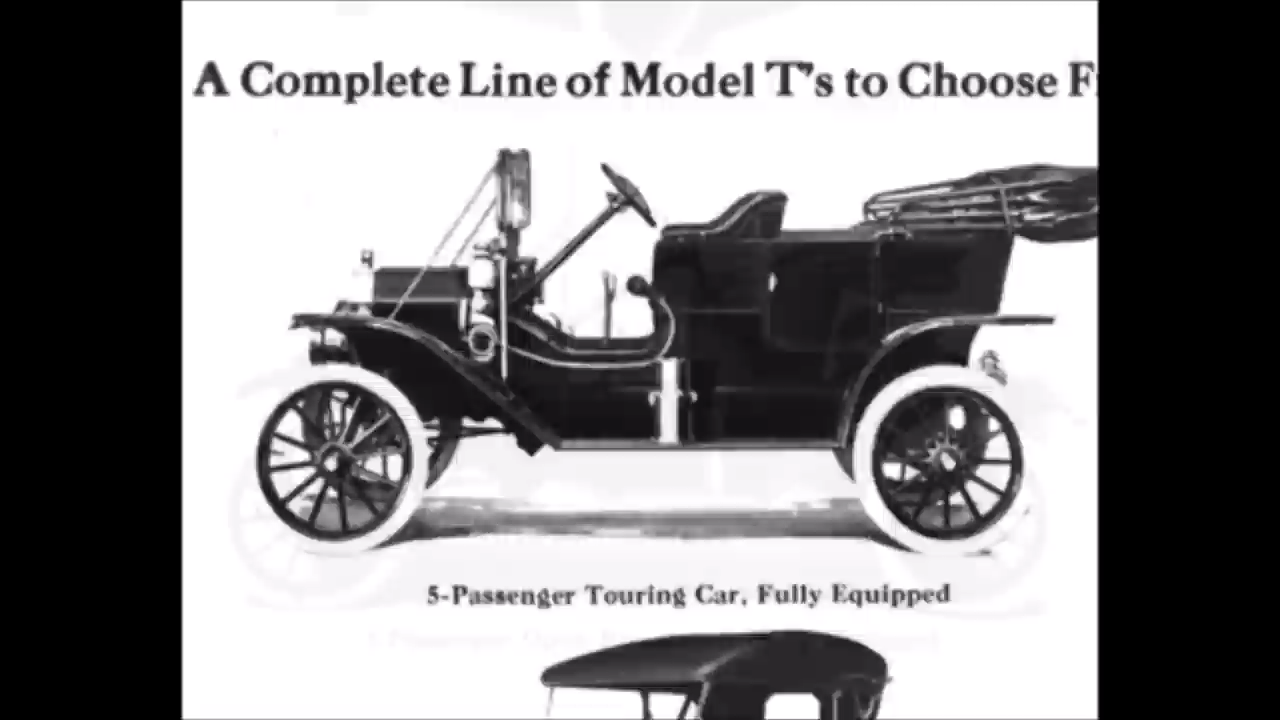 A Complete Line of Model T's to Choose
5-Passenger Touring Car, Fully Equipped